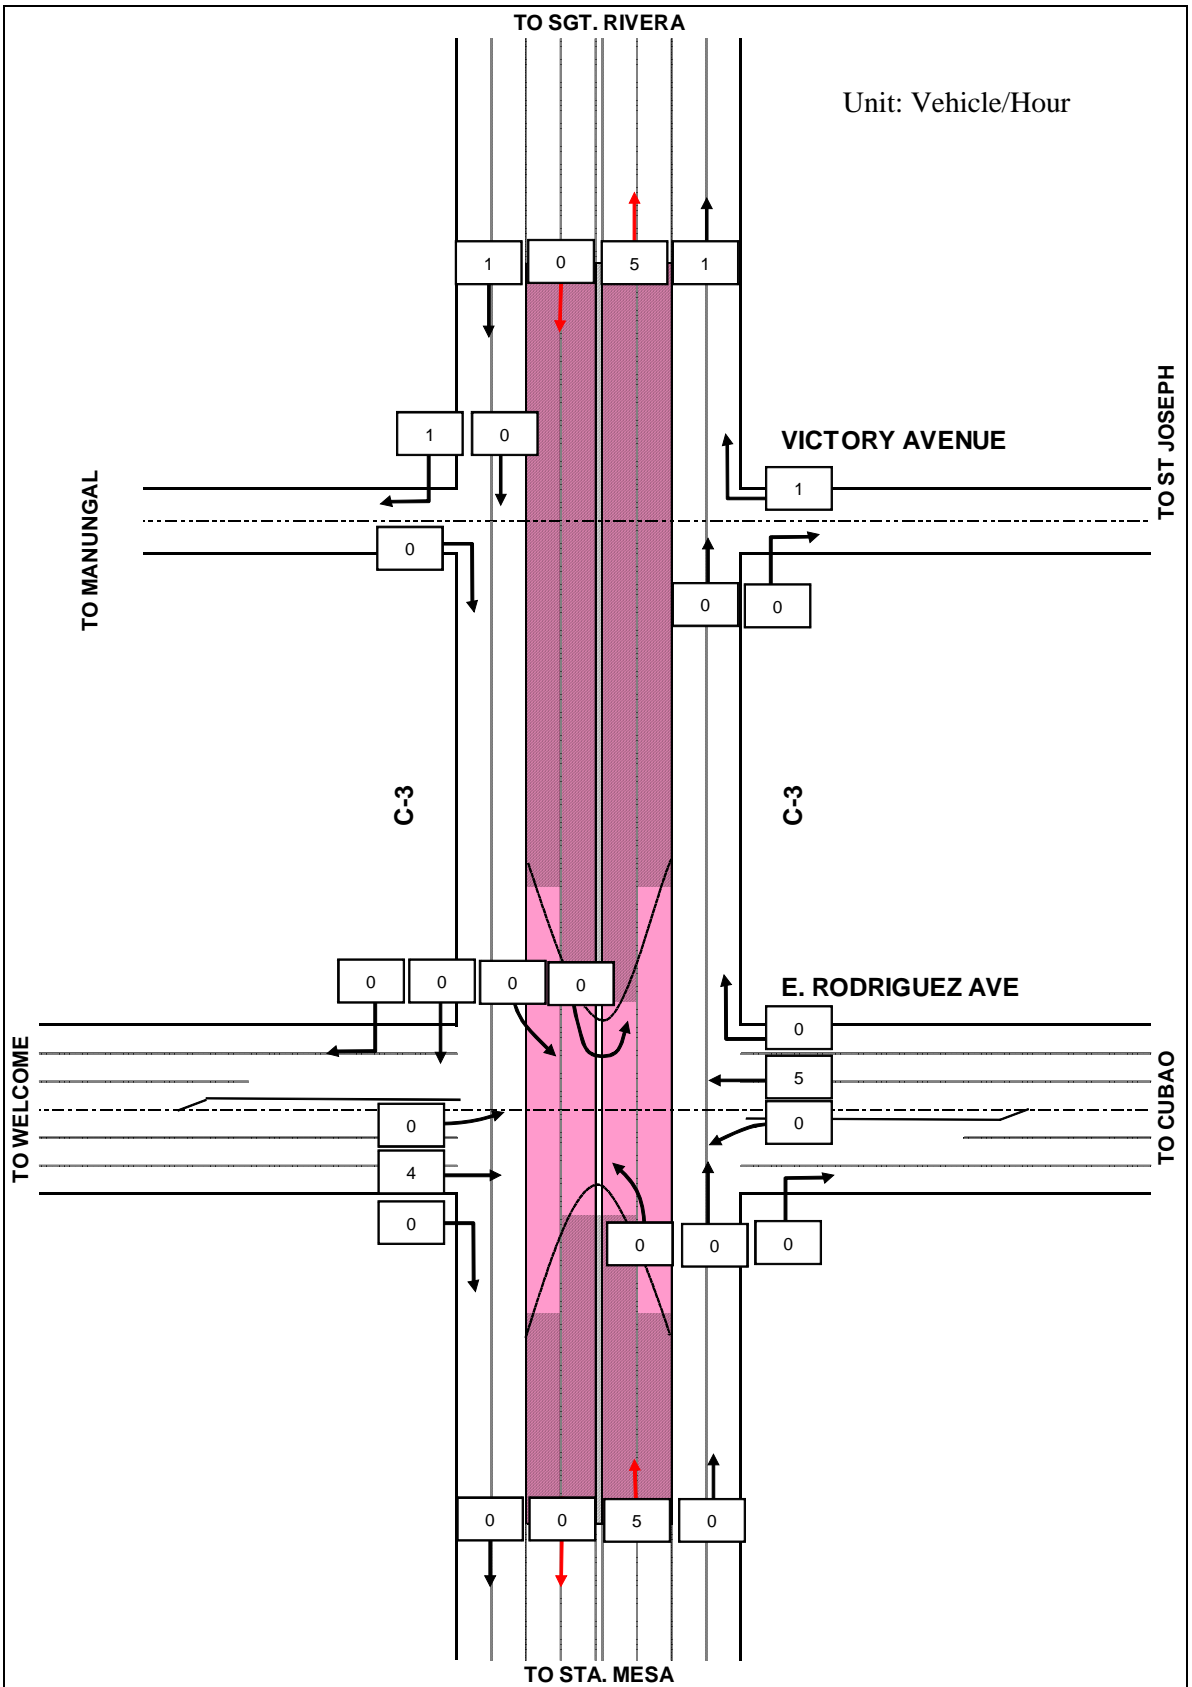 TO SGT. RIVERA
Unit: Vehicle/Hour
1 0 5 1
1 0
VICTORY AVENUE
1
TO ST JOSEPH
TO MANUNGAL
0
0 0
C-3
C-3
0 0 0 0
E. RODRIGUEZ AVE
0
5
0
TO WELCOME
TO CUBAO
0
4
0
0 0 0
0 0 5 0
TO STA. MESA